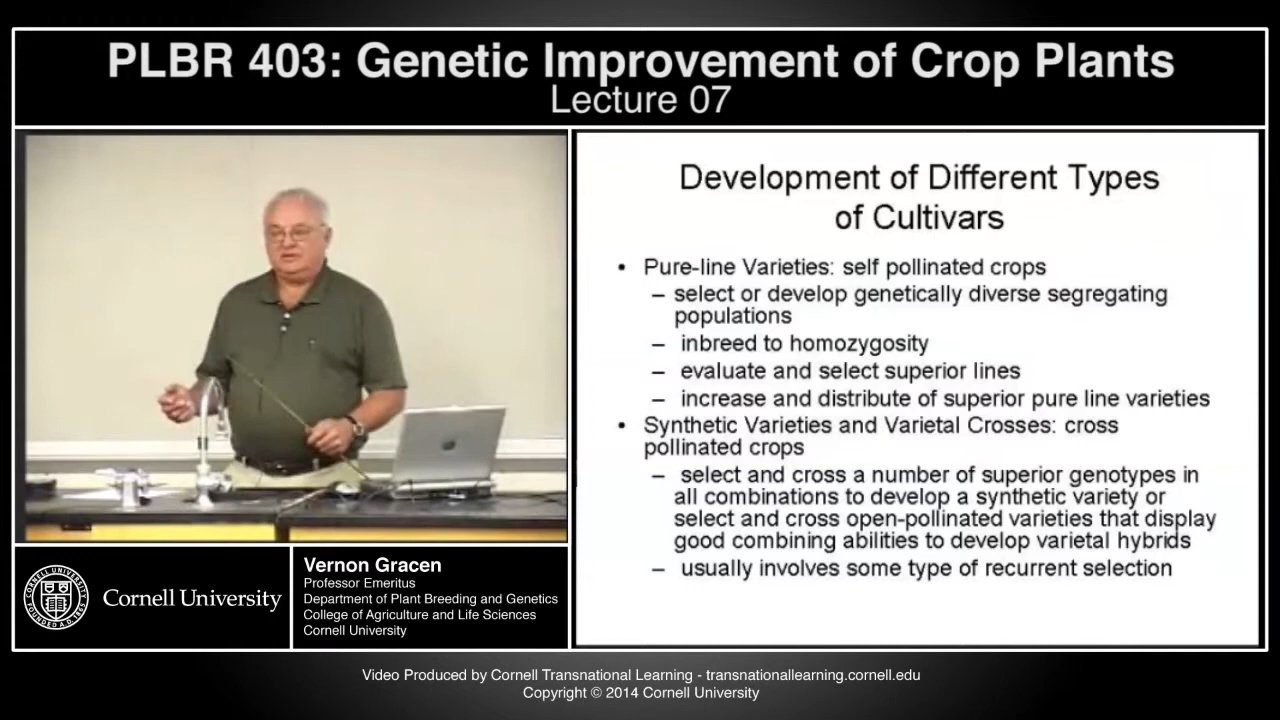 PLBR 403: Genetic Improvement of Crop Plants
Lecture 07
Development of Different Types
of Cultivars
• Pure-line Varieties: self pollinated crops
– select or develop genetically diverse segregating
populations
– inbreed to homozygosity
– evaluate and select superior lines
– increase and distribute of superior pure line varieties
• Synthetic Varieties and Varietal Crosses: cross
pollinated crops
– select and cross a number of superior genotypes in
all combinations to develop a synthetic variety or
select and cross open-pollinated varieties that display
good combining abilities to develop varietal hybrids
– usually involves some type of recurrent selection
Cornell University
Vernon Gracen
Professor Emeritus
Department of Plant Breeding and Genetics
College of Agriculture and Life Sciences
Cornell University
Video Produced by Cornell Transnational Learning - transnationallearning.cornell.edu
Copyright © 2014 Cornell University